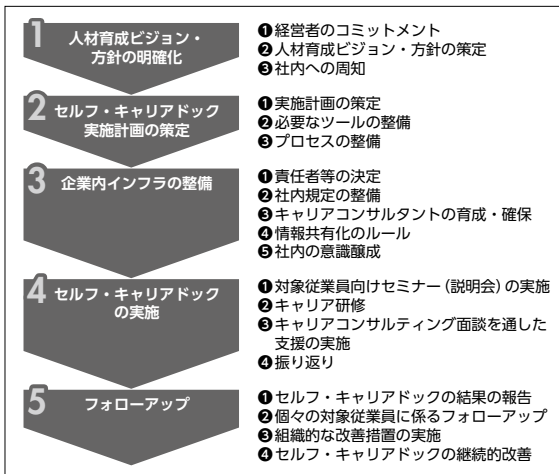 1 人材育成ビジョン・
方針の明確化
❶経営者のコミットメント
❷人材育成ビジョン・方針の策定
❸社内への周知
2 セルフ・キャリアドック
実施計画の策定
❶実施計画の策定
❷必要なツールの整備
❸プロセスの整備
3 企業内インフラの整備
❶責任者等の決定
❷社内規定の整備
❸キャリアコンサルタントの育成・確保
❹情報共有化のルール
❺社内の意識醸成
4 セルフ・キャリアドック
の実施
❶対象従業員向けセミナー（説明会）の実施
❷キャリア研修
❸キャリアコンサルティング面談を通した
支援の実施
❹振り返り
5 フォローアップ
❶セルフ・キャリアドックの結果の報告
❷個々の対象従業員に係るフォローアップ
❸組織的な改善措置の実施
❹セルフ・キャリアドックの継続的改善